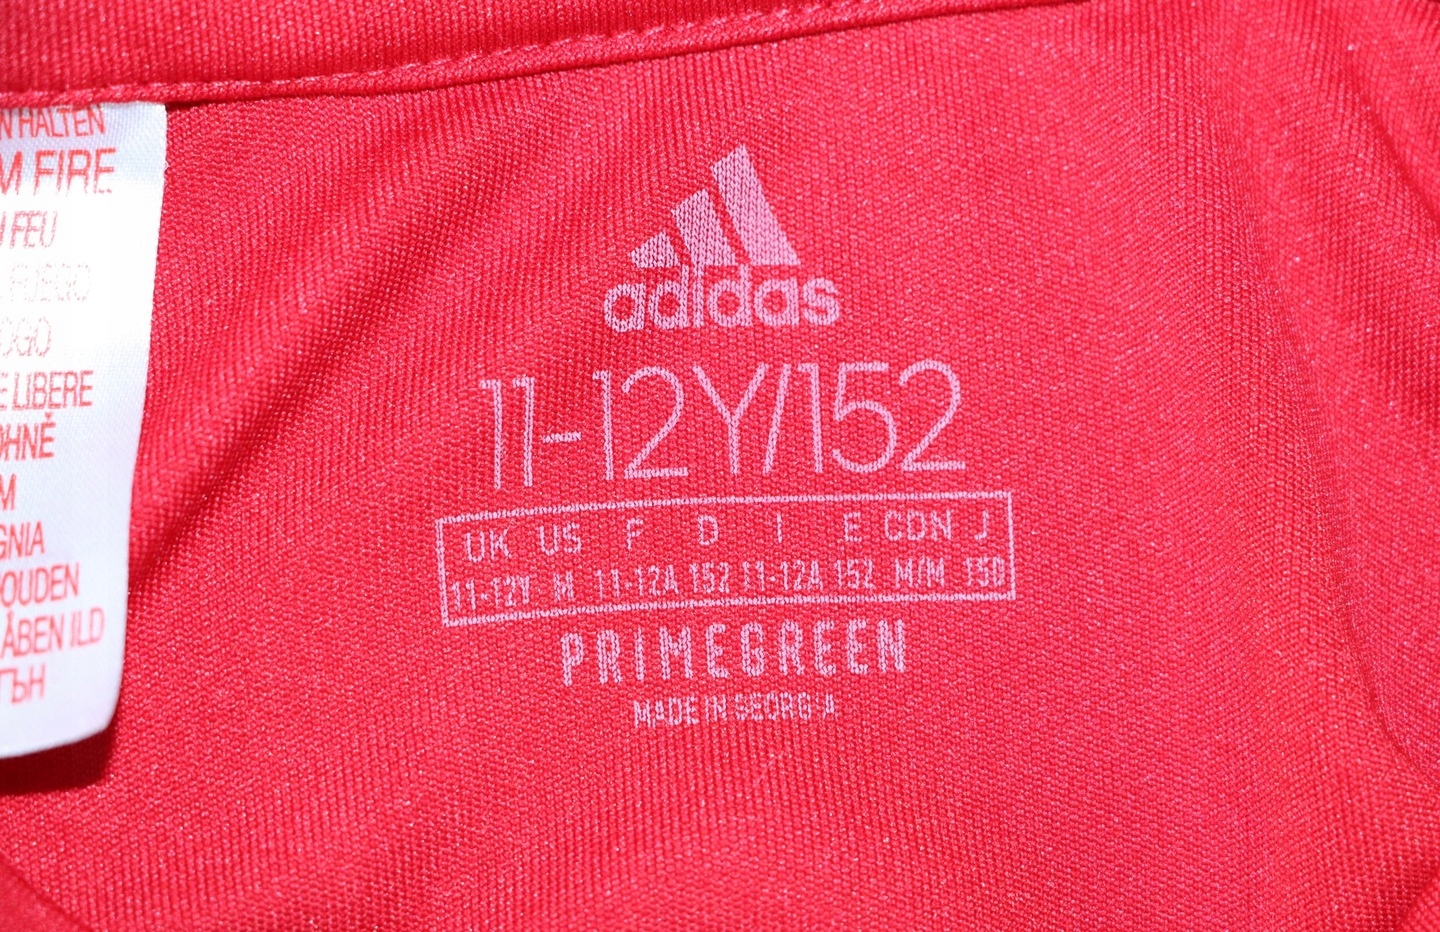 N HALTEN
M FIRE
FEU
FUEGO
OGO
E LIBERE
OHNĚ
M
GNIA
OUDEN
ÅBEN ILD
ГЪН
adidas
11-12Y/152
UK US F D I E CDN J
11-12Y M 11-12A 152 11-12A 152 M/M 150
PRIMEGREEN
MADE IN GEORGIA